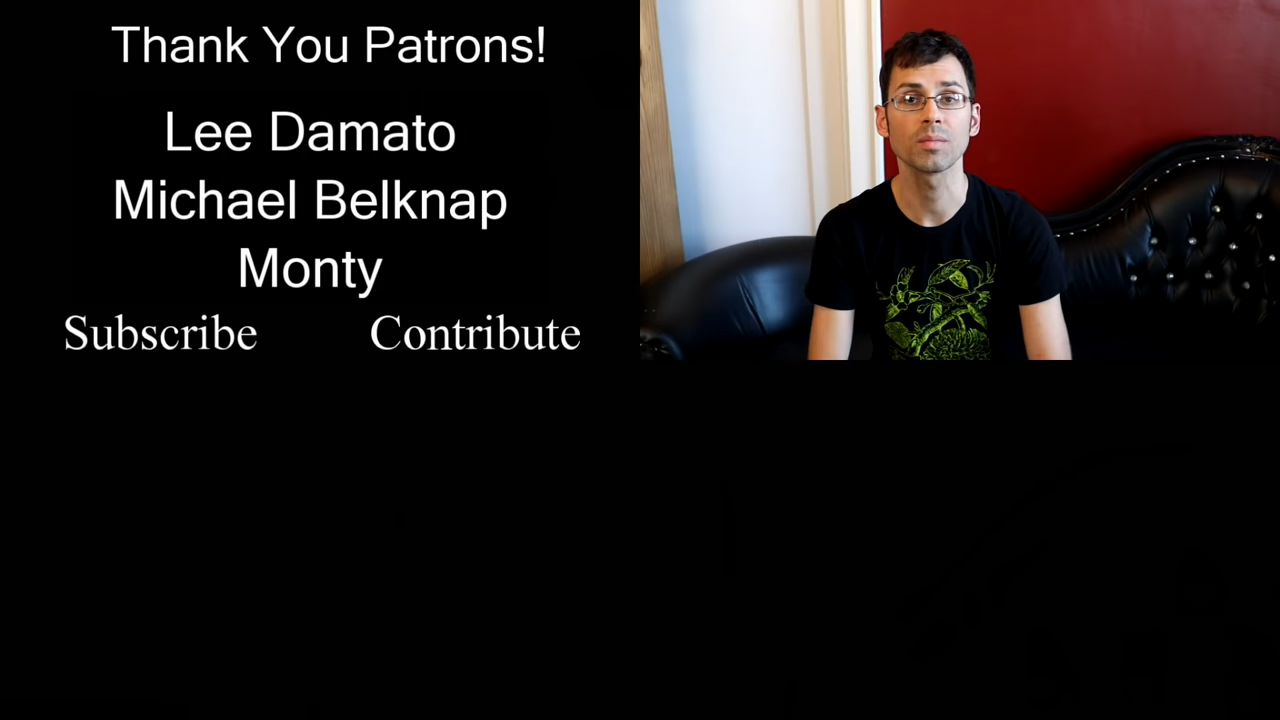 Thank You Patrons!
Lee Damato
Michael Belknap
Monty
Subscribe Contribute